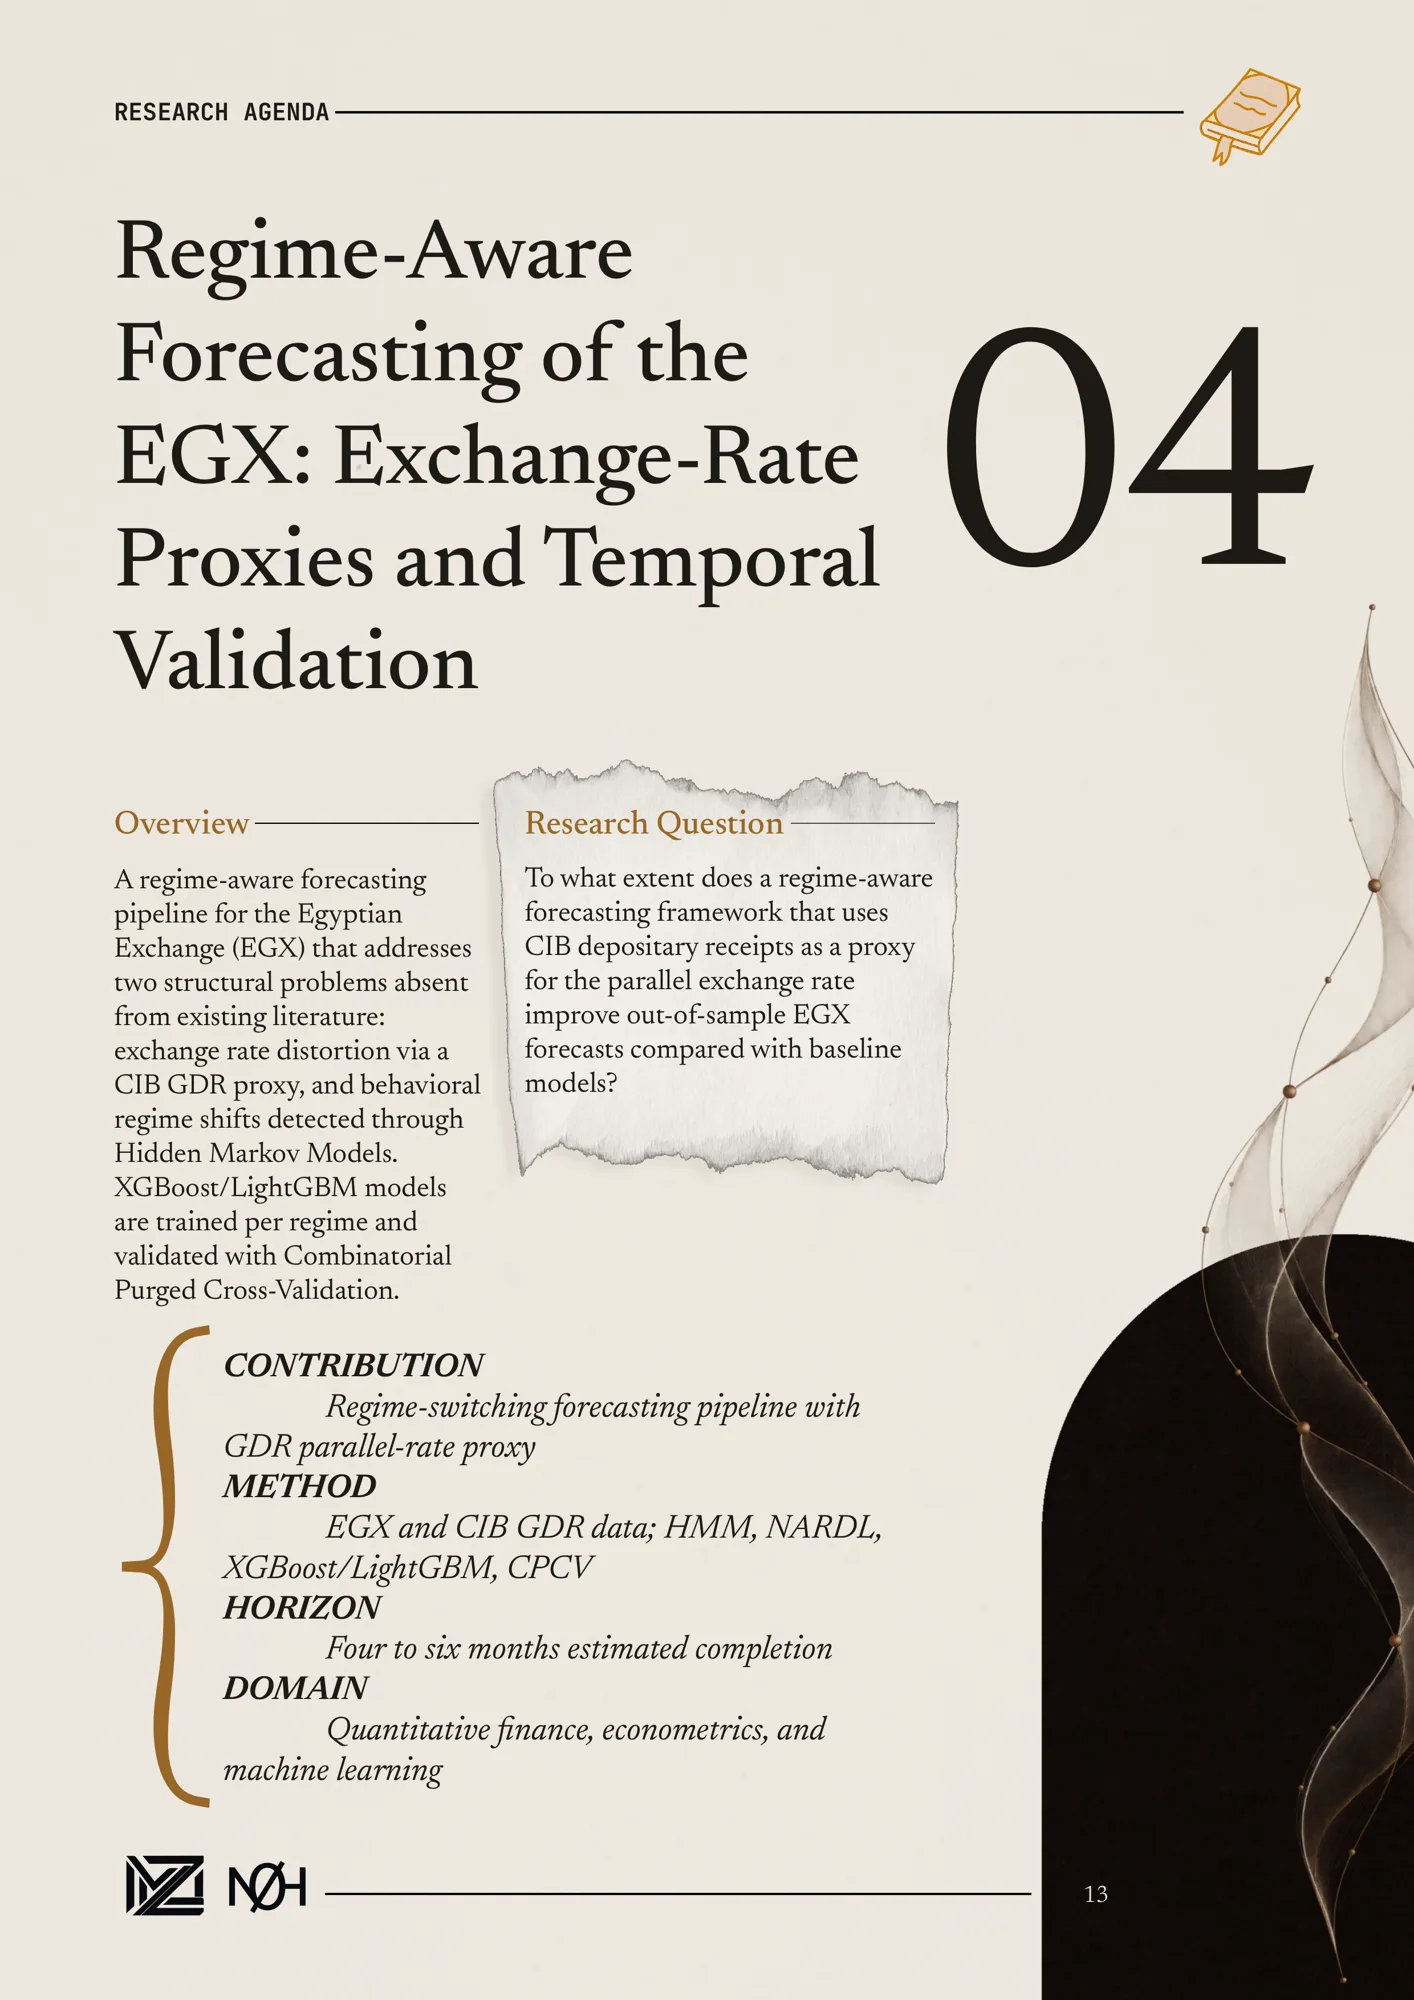 RESEARCH AGENDA
Regime-Aware
Forecasting of the
EGX: Exchange-Rate
Proxies and Temporal
Validation
04
Overview
A regime-aware forecasting
pipeline for the Egyptian
Exchange (EGX) that addresses
two structural problems absent
from existing literature:
exchange rate distortion via a
CIB GDR proxy, and behavioral
regime shifts detected through
Hidden Markov Models.
XGBoost/LightGBM models
are trained per regime and
validated with Combinatorial
Purged Cross-Validation.
Research Question
To what extent does a regime-aware
forecasting framework that uses
CIB depositary receipts as a proxy
for the parallel exchange rate
improve out-of-sample EGX
forecasts compared with baseline
models?
CONTRIBUTION
Regime-switching forecasting pipeline with
GDR parallel-rate proxy
METHOD
EGX and CIB GDR data; HMM, NARDL,
XGBoost/LightGBM, CPCV
HORIZON
Four to six months estimated completion
DOMAIN
Quantitative finance, econometrics, and
machine learning
NØH
13